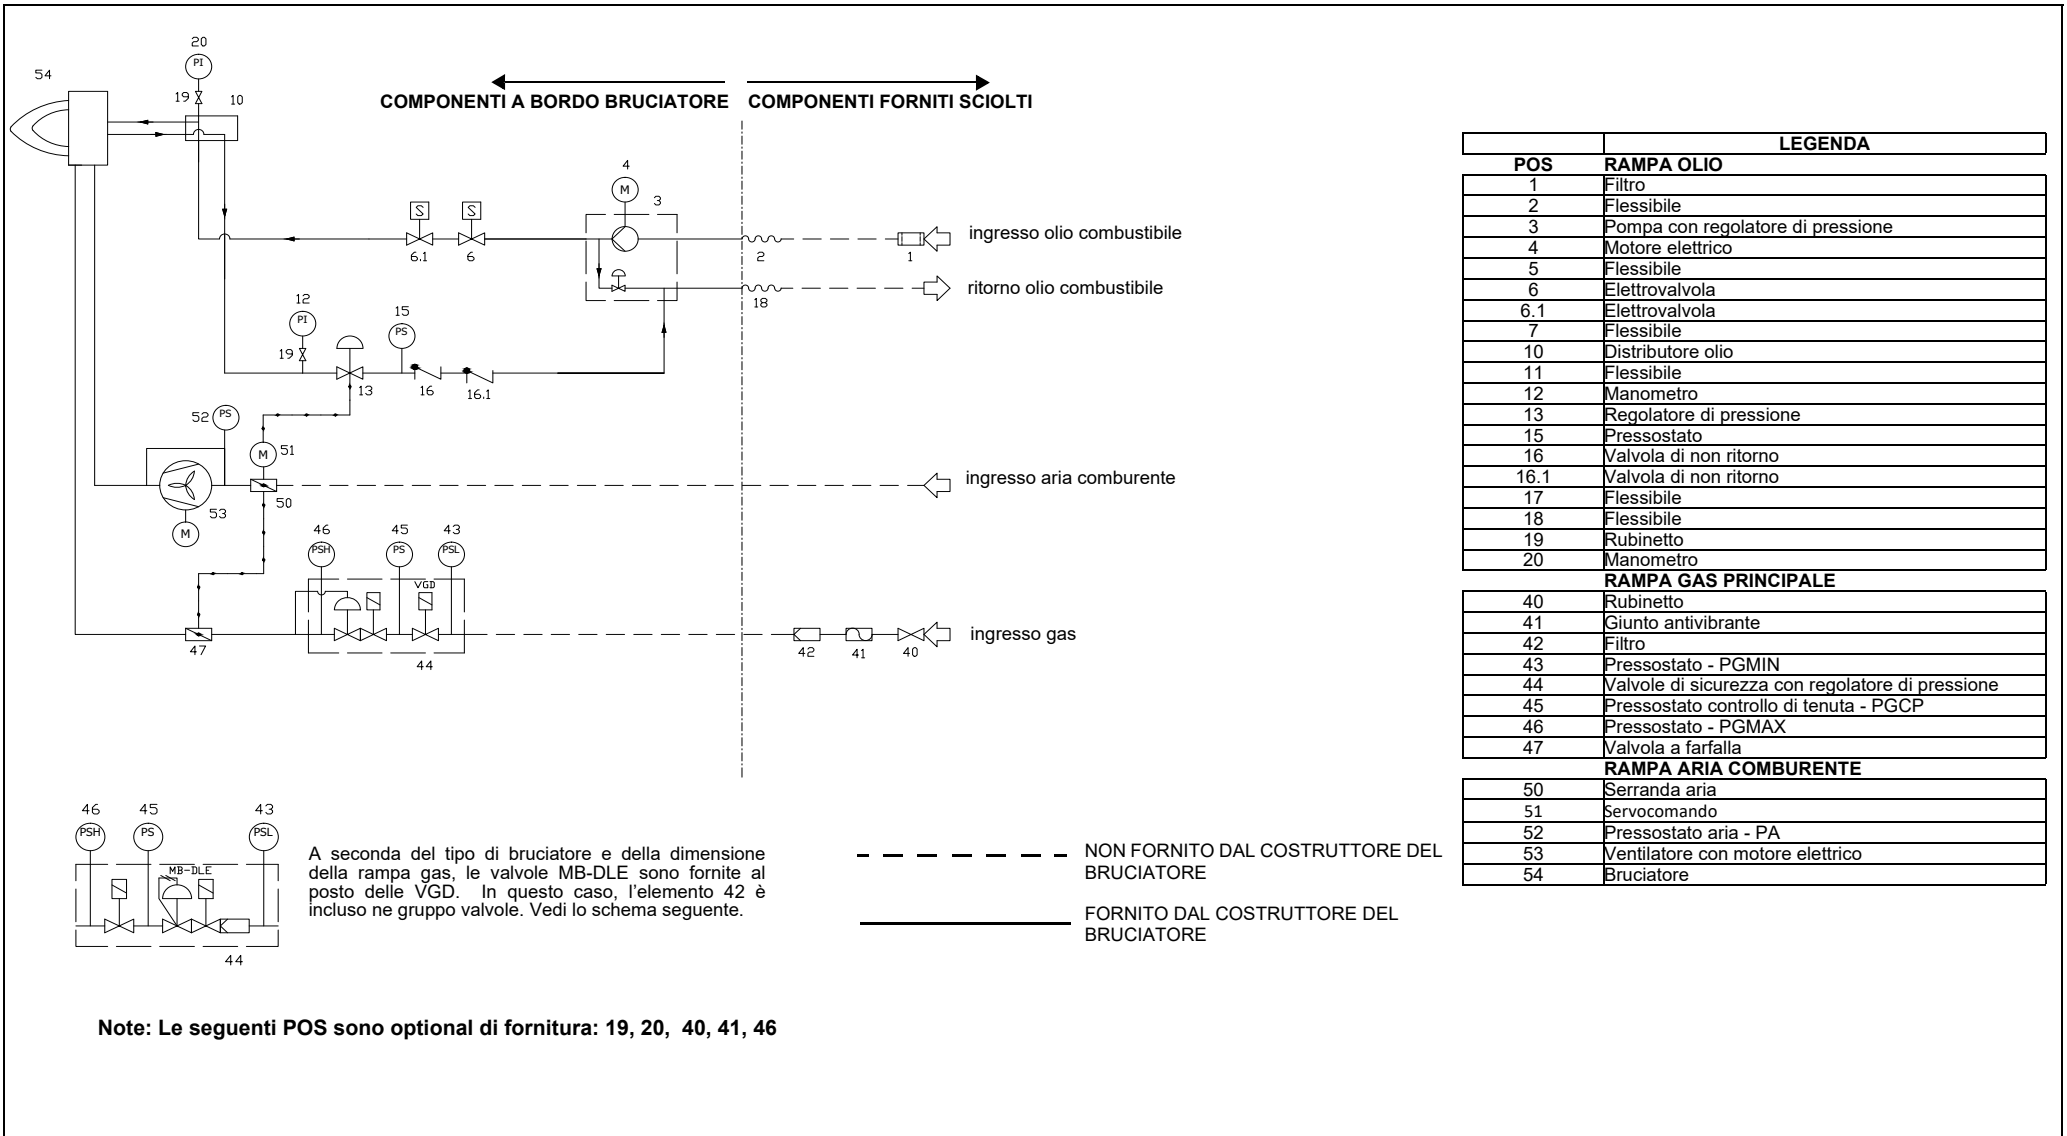 20
PI
54
19
10
COMPONENTI A BORDO BRUCIATORE
COMPONENTI FORNITI SCIOLTI
4
M
3
S
S
6.1
6
2
1
ingresso olio combustibile
18
ritorno olio combustibile
12
PI
15
PS
19
13
16
16.1
52
PS
M
51
53
50
M
ingresso aria comburente
46
45
43
PSH
PS
PSL
VGD
47
44
42
41
40
ingresso gas
46
45
43
PSH
PS
PSL
MB-DLE
44
A seconda del tipo di bruciatore e della dimensione
della rampa gas, le valvole MB-DLE sono fornite al
posto delle VGD. In questo caso, l'elemento 42 è
incluso ne gruppo valvole. Vedi lo schema seguente.
NON FORNITO DAL COSTRUTTORE DEL
BRUCIATORE
FORNITO DAL COSTRUTTORE DEL
BRUCIATORE
Note: Le seguenti POS sono optional di fornitura: 19, 20, 40, 41, 46
LEGENDA
POS RAMPA OLIO
1 Filtro
2 Flessibile
3 Pompa con regolatore di pressione
4 Motore elettrico
5 Flessibile
6 Elettrovalvola
6.1 Elettrovalvola
7 Flessibile
10 Distributore olio
11 Flessibile
12 Manometro
13 Regolatore di pressione
15 Pressostato
16 Valvola di non ritorno
16.1 Valvola di non ritorno
17 Flessibile
18 Flessibile
19 Rubinetto
20 Manometro
RAMPA GAS PRINCIPALE
40 Rubinetto
41 Giunto antivibrante
42 Filtro
43 Pressostato - PGMIN
44 Valvole di sicurezza con regolatore di pressione
45 Pressostato controllo di tenuta - PGCP
46 Pressostato - PGMAX
47 Valvola a farfalla
RAMPA ARIA COMBURENTE
50 Serranda aria
51 Servocomando
52 Pressostato aria - PA
53 Ventilatore con motore elettrico
54 Bruciatore